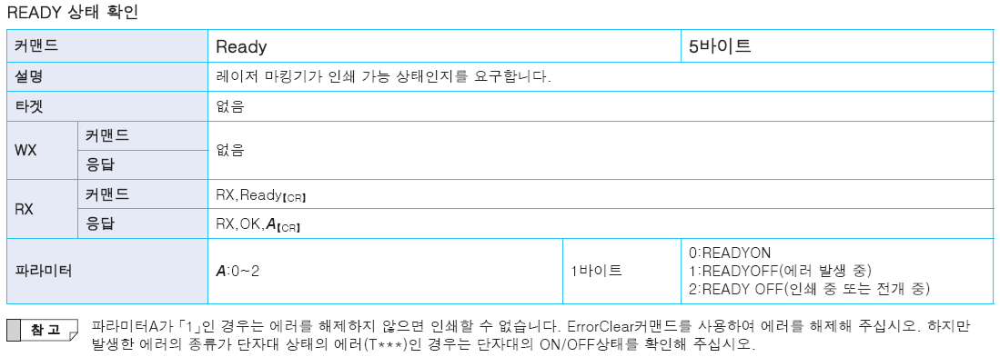 READY 상태 확인
커맨드 Ready 5바이트
설명 레이저 마킹기가 인쇄 가능 상태인지를 요구합니다.
타겟 없음
WX 커맨드 없음
응답
RX 커맨드 RX,Ready【CR】
응답 RX,OK,A【CR】
파라미터 A:0~2 1바이트 0:READYON
1:READYOFF(에러 발생 중)
2:READY OFF(인쇄 중 또는 전개 중)
참고 파라미터A가 「1」인 경우는 에러를 해제하지 않으면 인쇄할 수 없습니다. ErrorClear커맨드를 사용하여 에러를 해제해 주십시오. 하지만
발생한 에러의 종류가 단자대 상태의 에러(T***)인 경우는 단자대의 ON/OFF상태를 확인해 주십시오.